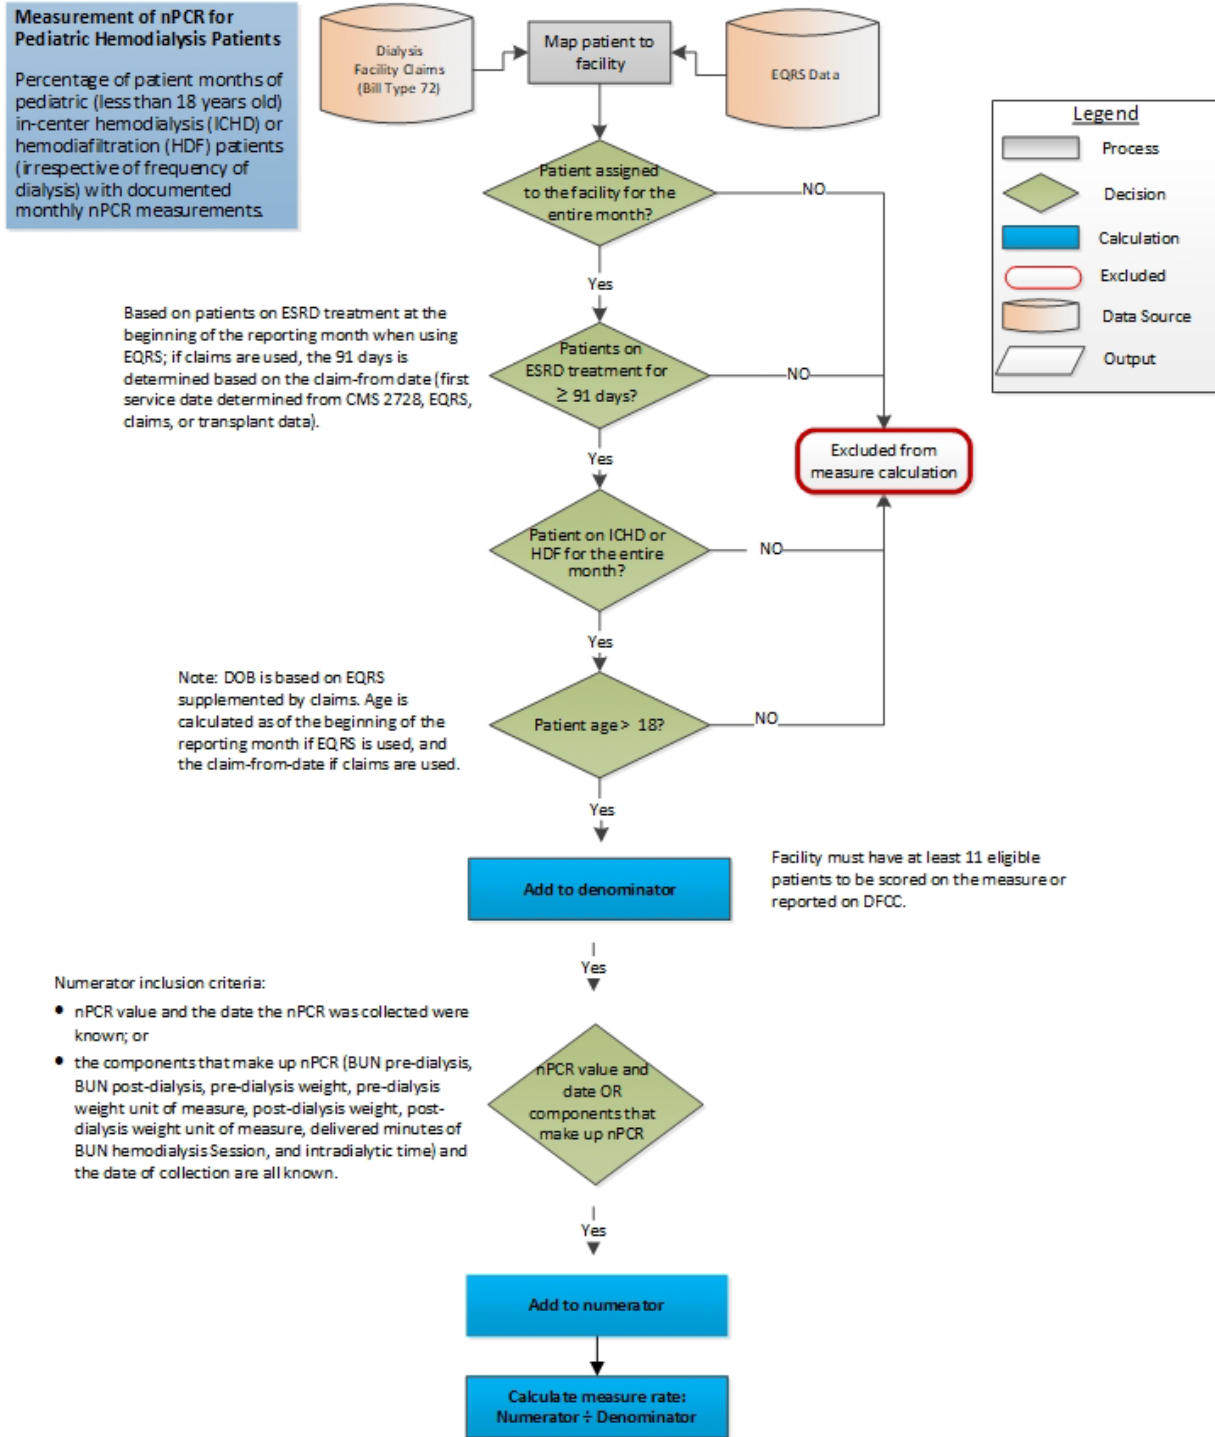 Measurement of nPCR for
Pediatric Hemodialysis Patients
Percentage of patient months of
pediatric (less than 18 years old)
in-center hemodialysis (ICHD) or
hemodiafiltration (HDF) patients
(irrespective of frequency of
dialysis) with documented
monthly nPCR measurements.
Dialysis
Facility Claims
(Bill Type 72)
Map patient to
facility
EQRS Data
Legend
Process
Decision
Calculation
Excluded
Data Source
Output
Patient assigned
to the facility for the
entire month?
NO
Yes
Based on patients on ESRD treatment at the
beginning of the reporting month when using
EQRS; if claims are used, the 91 days is
determined based on the claim-from date (first
service date determined from CMS 2728, EQRS,
claims, or transplant data).
Patients on
ESRD treatment for
≥ 91 days?
NO
Yes
Excluded from
measure calculation
Patient on ICHD or
HDF for the entire
month?
NO
Yes
Note: DOB is based on EQRS
supplemented by claims. Age is
calculated as of the beginning of the
reporting month if EQRS is used, and
the claim-from-date if claims are used.
Patient age > 18?
NO
Yes
Add to denominator
Facility must have at least 11 eligible
patients to be scored on the measure or
reported on DFCC.
Yes
Numerator inclusion criteria:
• nPCR value and the date the nPCR was collected were
known; or
• the components that make up nPCR (BUN pre-dialysis,
BUN post-dialysis, pre-dialysis weight, pre-dialysis
weight unit of measure, post-dialysis weight, post-
dialysis weight unit of measure, delivered minutes of
BUN hemodialysis Session, and intradialytic time) and
the date of collection are all known.
nPCR value and
date OR
components that
make up nPCR
Yes
Add to numerator
Calculate measure rate:
Numerator ÷ Denominator